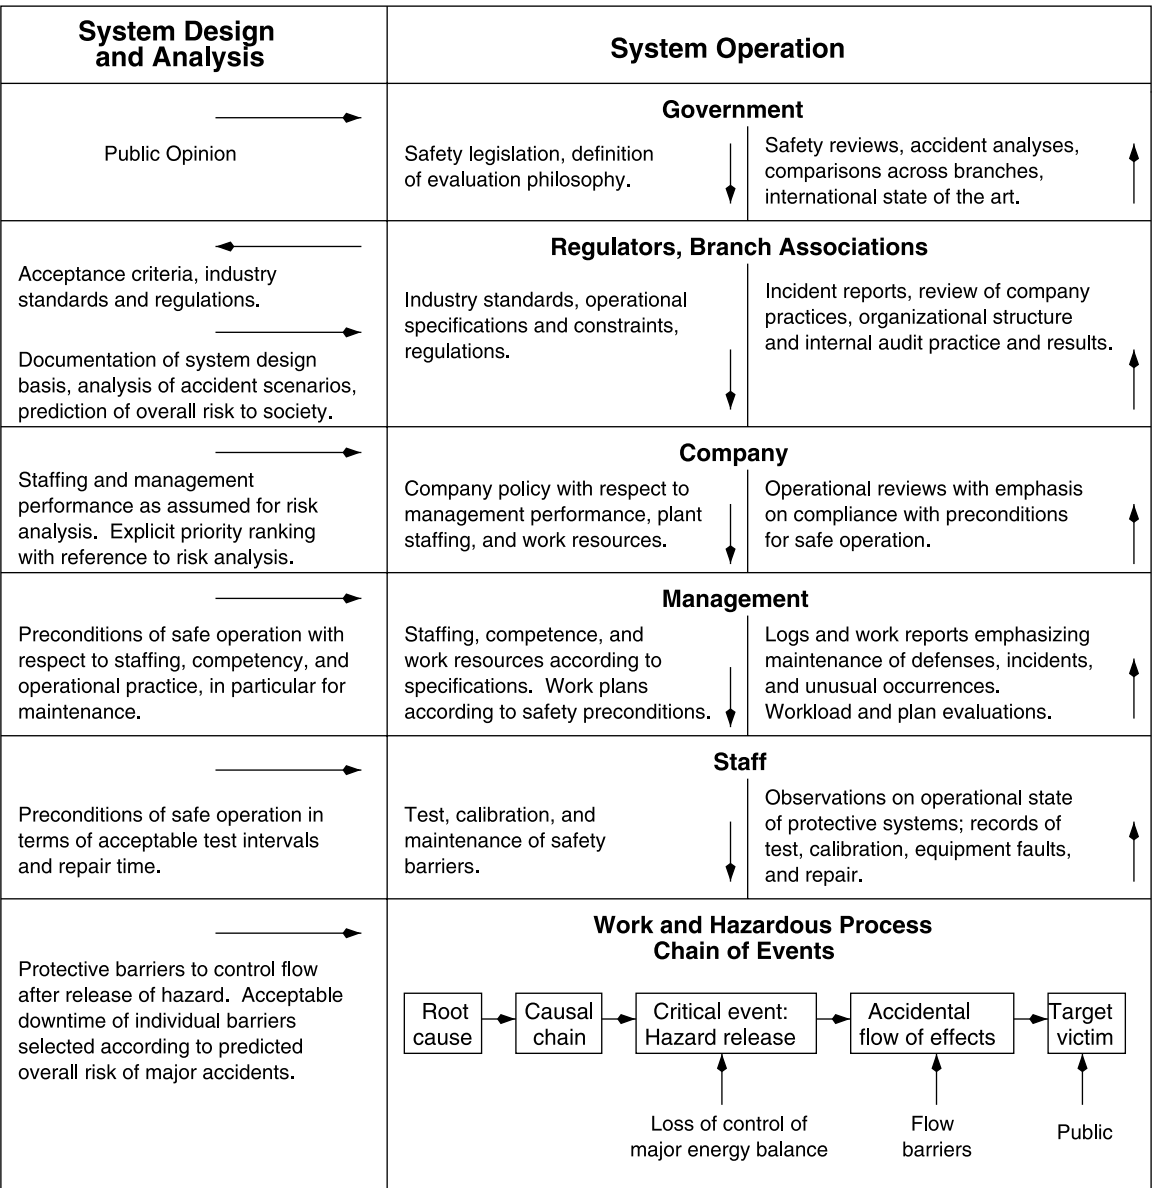 System Design
and Analysis
System Operation
Public Opinion
Government
Safety legislation, definition
of evaluation philosophy.
Safety reviews, accident analyses,
comparisons across branches,
international state of the art.
Acceptance criteria, industry
standards and regulations.
Documentation of system design
basis, analysis of accident scenarios,
prediction of overall risk to society.
Regulators, Branch Associations
Industry standards, operational
specifications and constraints,
regulations.
Incident reports, review of company
practices, organizational structure
and internal audit practice and results.
Staffing and management
performance as assumed for risk
analysis. Explicit priority ranking
with reference to risk analysis.
Company
Company policy with respect to
management performance, plant
staffing, and work resources.
Operational reviews with emphasis
on compliance with preconditions
for safe operation.
Preconditions of safe operation with
respect to staffing, competency, and
operational practice, in particular for
maintenance.
Management
Staffing, competence, and
work resources according to
specifications. Work plans
according to safety preconditions.
Logs and work reports emphasizing
maintenance of defenses, incidents,
and unusual occurrences.
Workload and plan evaluations.
Preconditions of safe operation in
terms of acceptable test intervals
and repair time.
Staff
Test, calibration, and
maintenance of safety
barriers.
Observations on operational state
of protective systems; records of
test, calibration, equipment faults,
and repair.
Protective barriers to control flow
after release of hazard. Acceptable
downtime of individual barriers
selected according to predicted
overall risk of major accidents.
Work and Hazardous Process
Chain of Events
Root
cause
Causal
chain
Critical event:
Hazard release
Accidental
flow of effects
Target
victim
Loss of control of
major energy balance
Flow
barriers
Public